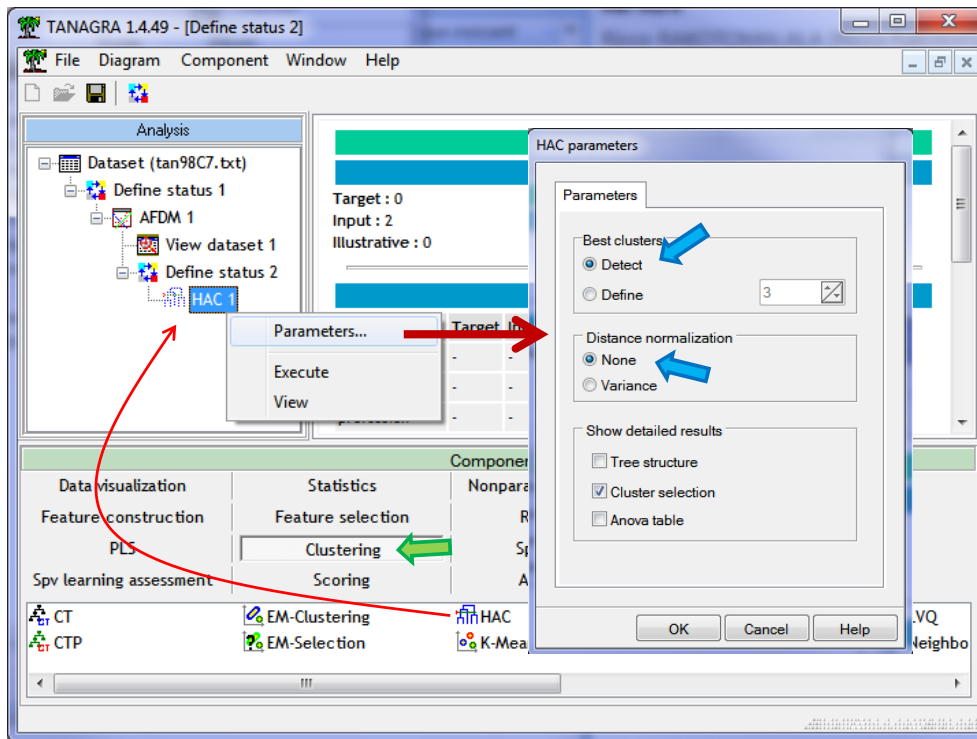 TANAGRA 1.4.49 - [Define status 2]
File Diagram Component Window Help
Analysis
Dataset (tan98C7.txt)
Define status 1
AFDM 1
View dataset 1
Define status 2
HAC 1
Target : 0
Input : 2
Illustrative : 0
Parameters...
Execute
View
Target
- -
- -
- -
HAC parameters
Parameters
Best clusters
Detect
Define 3
Distance normalization
None
Variance
Show detailed results
Tree structure
Cluster selection
Anova table
OK Cancel Help
Data visualization Statistics
Feature construction Feature selection
PLS Clustering
Spv learning assessment Scoring
CT EM-Clustering HAC LVQ
CTP EM-Selection